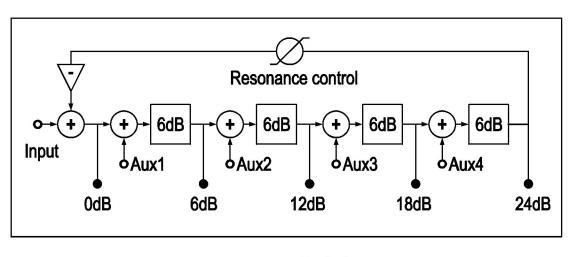 Resonance control
-
+ + 6dB + 6dB + 6dB + 6dB
Input
Aux1 Aux2 Aux3 Aux4
0dB 6dB 12dB 18dB 24dB